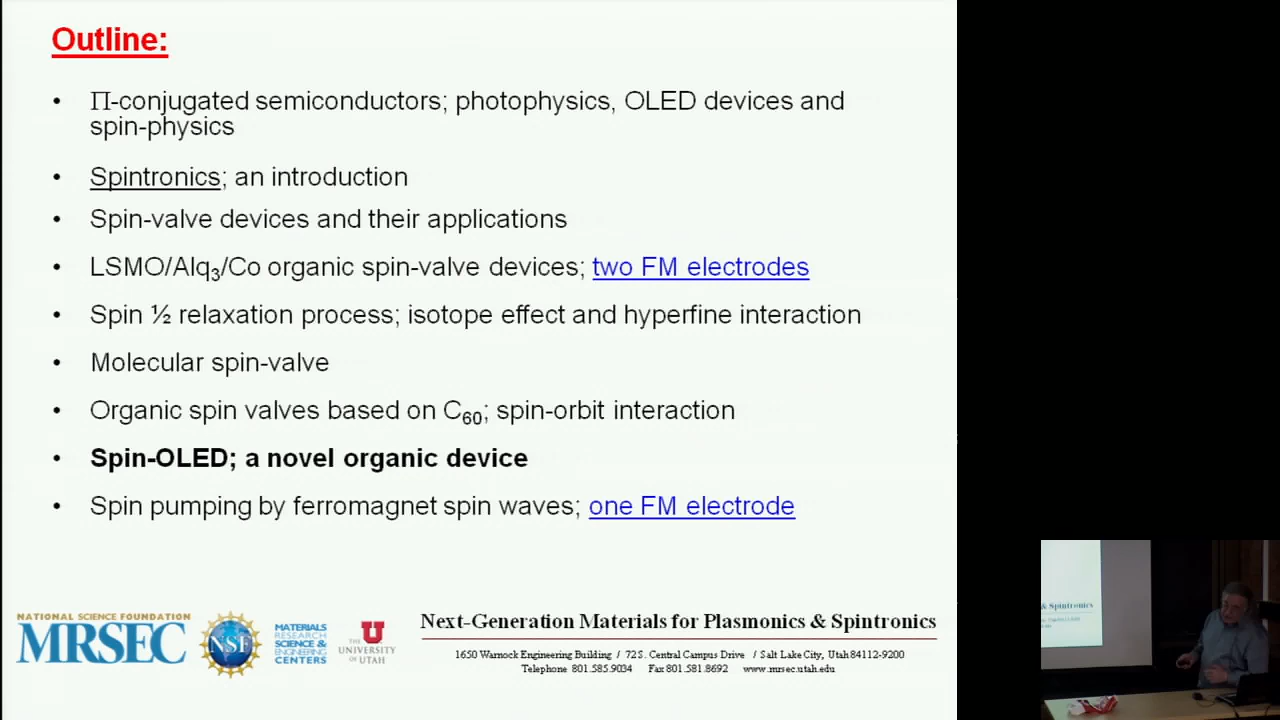 Outline:
• Π-conjugated semiconductors; photophysics, OLED devices and
spin-physics
• Spintronics; an introduction
• Spin-valve devices and their applications
• LSMO/Alq3/Co organic spin-valve devices; two FM electrodes
• Spin ½ relaxation process; isotope effect and hyperfine interaction
• Molecular spin-valve
• Organic spin valves based on C60; spin-orbit interaction
• Spin-OLED; a novel organic device
• Spin pumping by ferromagnet spin waves; one FM electrode
NATIONAL SCIENCE FOUNDATION
MRSEC
NSF
MATERIALS
RESEARCH
SCIENCE &
ENGINEERING
CENTERS
U
THE
UNIVERSITY
OF UTAH
Next-Generation Materials for Plasmonics & Spintronics
1650 Warnock Engineering Building / 72 S. Central Campus Drive / Salt Lake City, Utah 84112-9200
Telephone 801.585.9034 Fax 801.581.8692 www.mrsec.utah.edu
& Spintronics